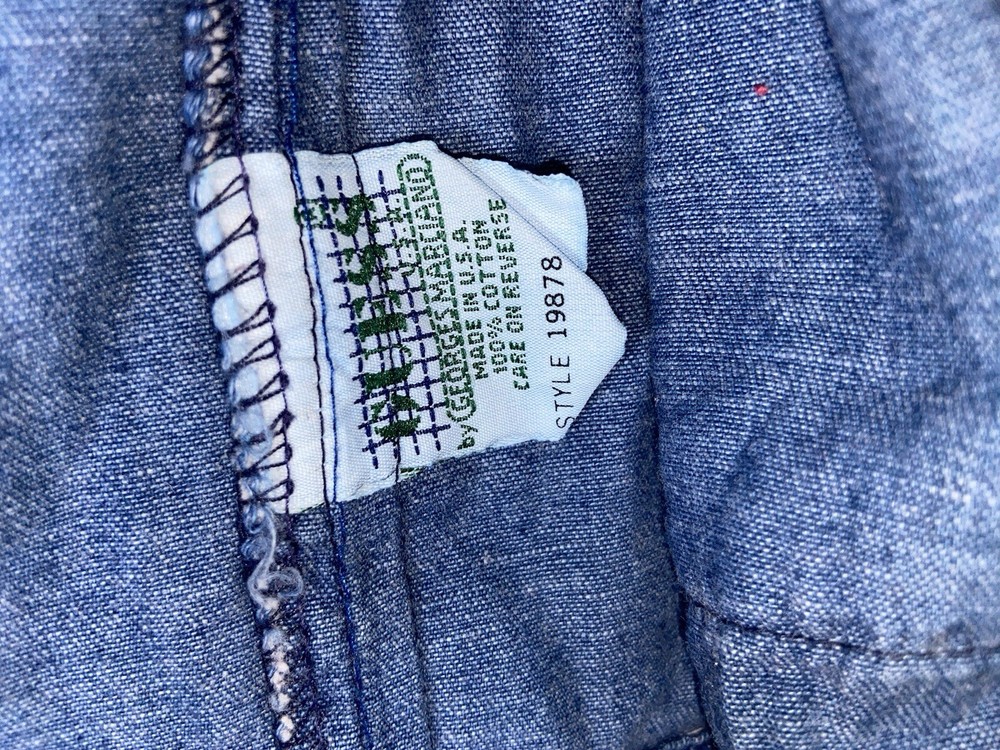 GUESS
by GEORGES MARCIANO
MADE IN U.S.A.
100% COTTON
CARE ON REVERSE
STYLE 19878